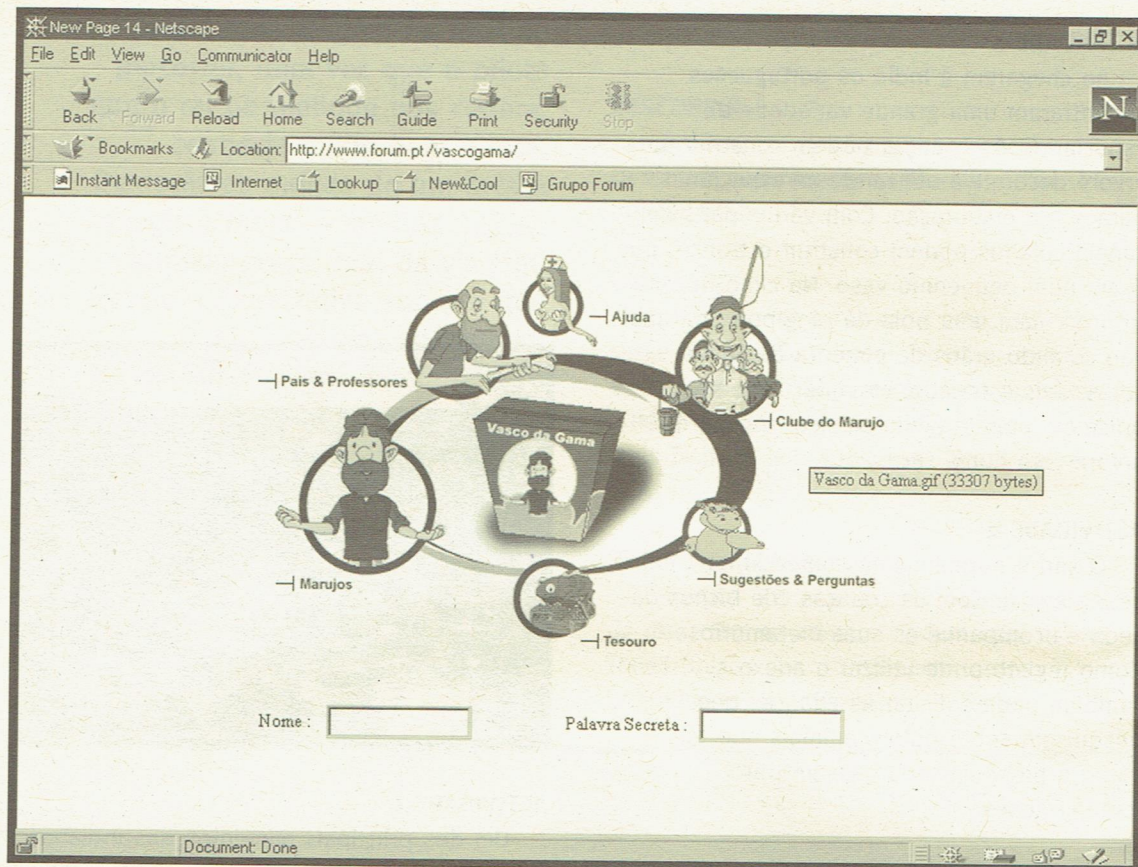 New Page 14 - Netscape
File Edit View Go Communicator Help
Back Forward Reload Home Search Guide Print Security Stop
N
Bookmarks Location: http://www.forum.pt /vascogama/
Instant Message Internet Lookup New&Cool Grupo Forum
Ajuda
Pais & Professores
Clube do Marujo
Vasco da Gama
Vasco da Gama.gif (33307 bytes)
Marujos
Sugestões & Perguntas
Tesouro
Nome : Palavra Secreta :
Document: Done